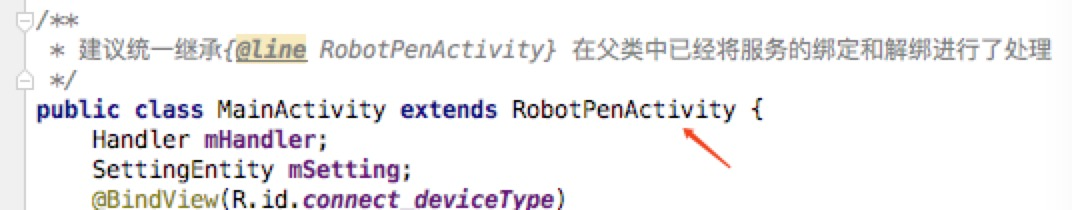 /**
* 建议统一继承{@line RobotPenActivity} 在父类中已经将服务的绑定和解绑进行了处理
*/
public class MainActivity extends RobotPenActivity {
Handler mHandler;
SettingEntity mSetting;
@BindView(R.id.connect_deviceType)